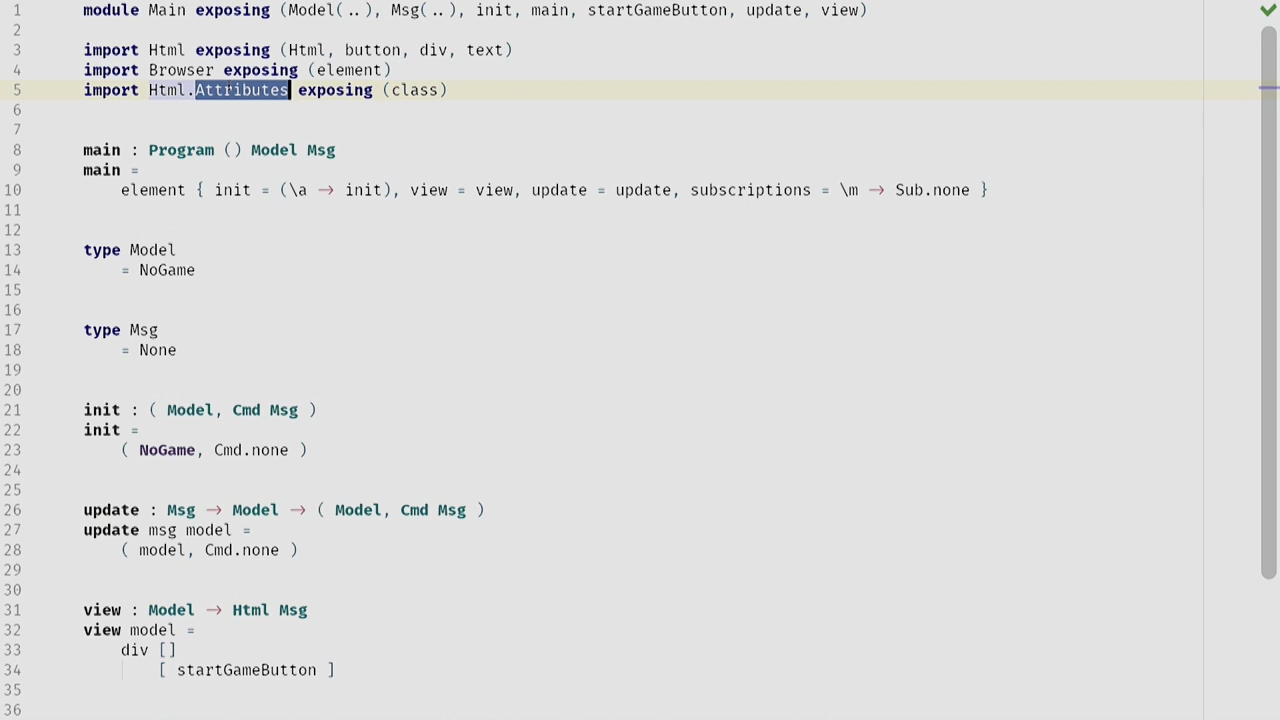 1 module Main exposing (Model(..), Msg(..), init, main, startGameButton, update, view)
2
3 import Html exposing (Html, button, div, text)
4 import Browser exposing (element)
5 import Html.Attributes exposing (class)
6
7
8 main : Program () Model Msg
9 main =
10 element { init = (\a → init), view = view, update = update, subscriptions = \m → Sub.none }
11
12
13 type Model
14 = NoGame
15
16
17 type Msg
18 = None
19
20
21 init : ( Model, Cmd Msg )
22 init =
23 ( NoGame, Cmd.none )
24
25
26 update : Msg → Model → ( Model, Cmd Msg )
27 update msg model =
28 ( model, Cmd.none )
29
30
31 view : Model → Html Msg
32 view model =
33 div []
34 [ startGameButton ]
35
36